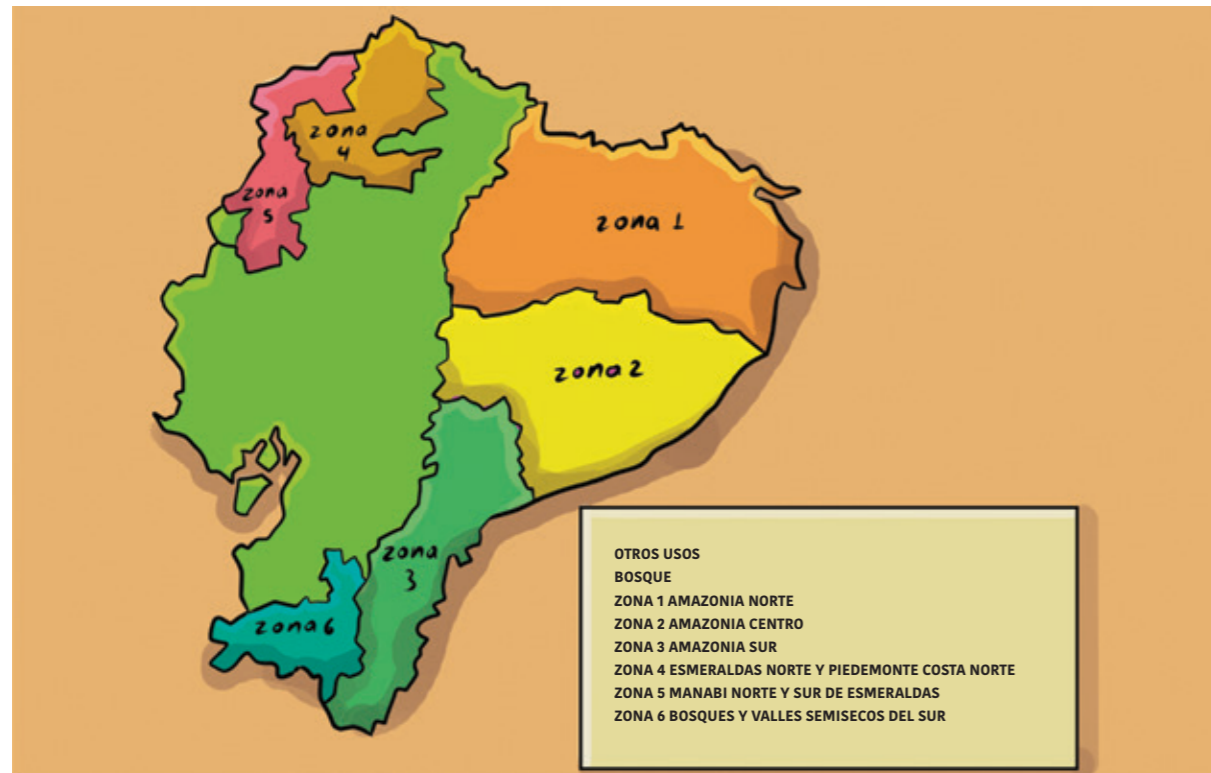 zona
4
zona
5
zona 1
zona 2
zona
3
zona 6
OTROS USOS
BOSQUE
ZONA 1 AMAZONIA NORTE
ZONA 2 AMAZONIA CENTRO
ZONA 3 AMAZONIA SUR
ZONA 4 ESMERALDAS NORTE Y PIEDEMONTE COSTA NORTE
ZONA 5 MANABI NORTE Y SUR DE ESMERALDAS
ZONA 6 BOSQUES Y VALLES SEMISECOS DEL SUR